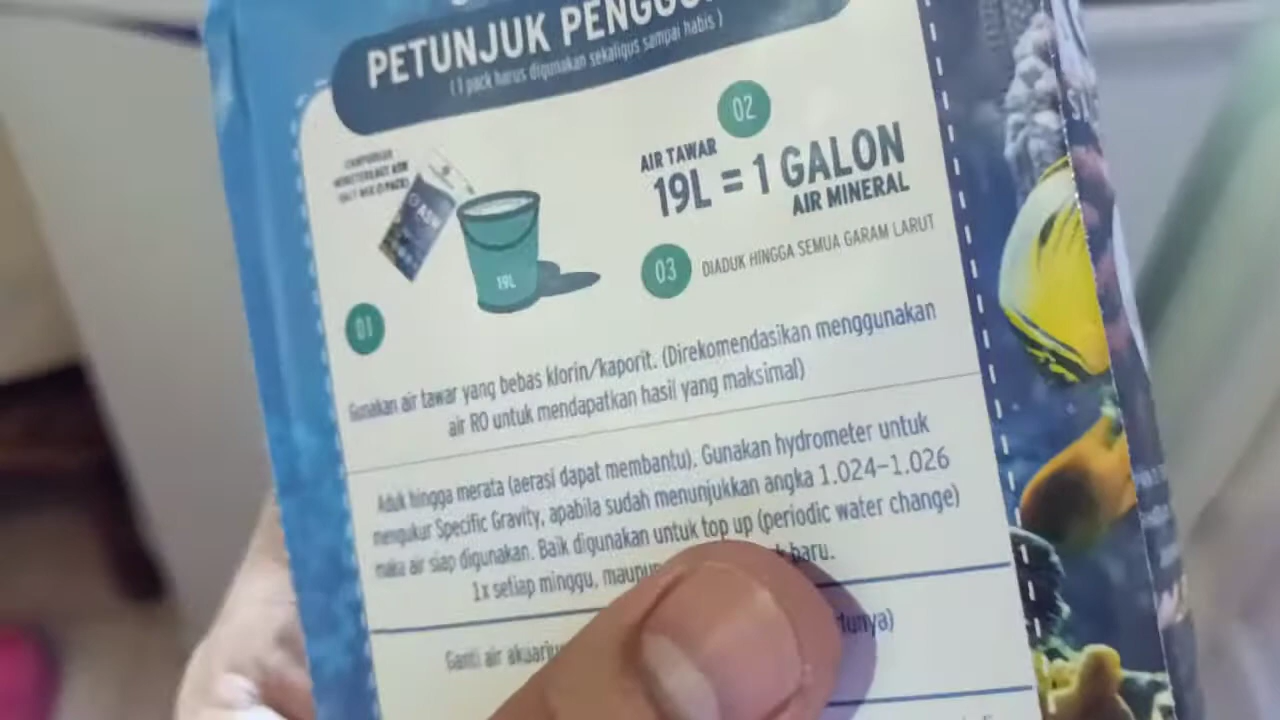 PETUNJUK
( 1 pack harus digunakan sekaligus sampai habis )
02
AIR TAWAR
19L = 1 GALON
AIR MINERAL
19L
03 DIADUK HINGGA SEMUA GARAM LARUT
01
Gunakan air tawar yang bebas klorin/kaporit. (Direkomendasikan menggunakan
air RO untuk mendapatkan hasil yang maksimal)
Aduk hingga merata (aerasi dapat membantu). Gunakan hydrometer untuk
mengukur Specific Gravity, apabila sudah menunjukkan angka 1.024-1.026
maka air siap digunakan. Baik digunakan untuk top up (periodic water change)
1x setiap minggu, baru.
Ganti air